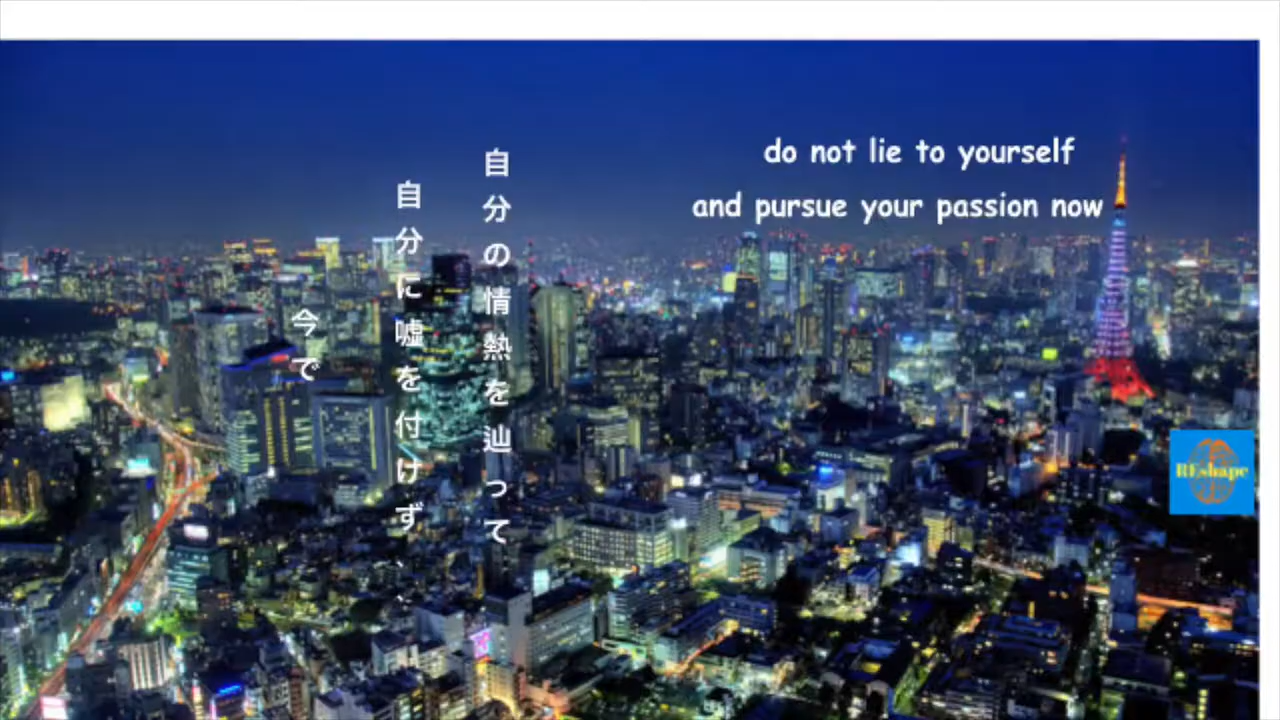 do not lie to yourself
and pursue your passion now
自分の情熱を辿って
自分に嘘を付けず、
今で
REshape